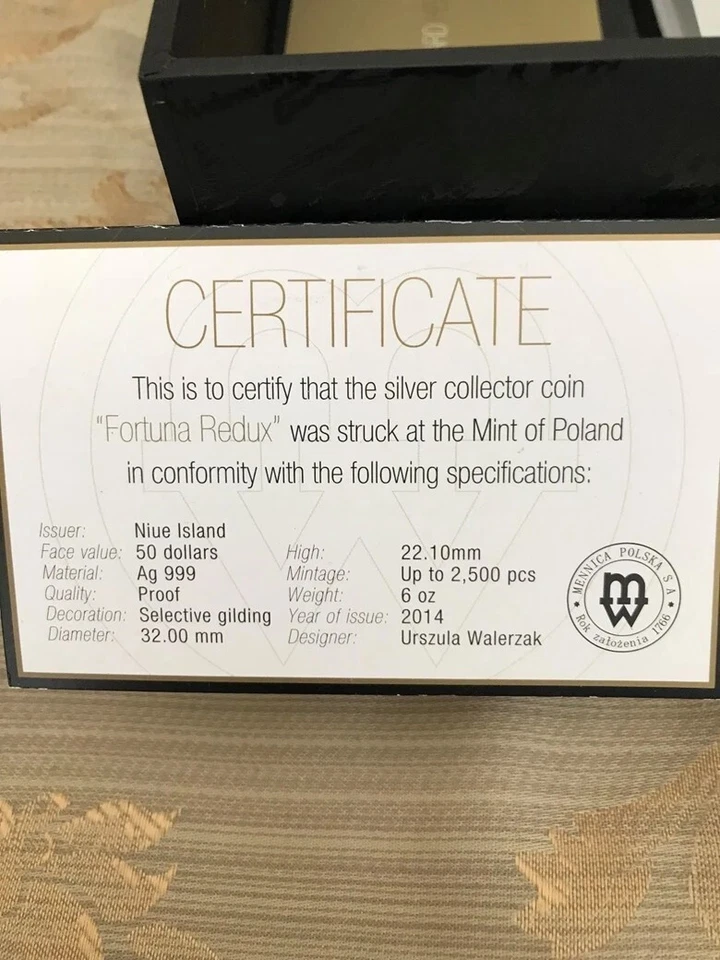 CERTIFICATE
This is to certify that the silver collector coin
"Fortuna Redux" was struck at the Mint of Poland
in conformity with the following specifications:
Issuer: Niue Island
Face value: 50 dollars
Material: Ag 999
Quality: Proof
Decoration: Selective gilding
Diameter: 32.00 mm
High: 22.10mm
Mintage: Up to 2,500 pcs
Weight: 6 oz
Year of issue: 2014
Designer: Urszula Walerzak
MENNICA POLSKA S A
Rok założenia 1766